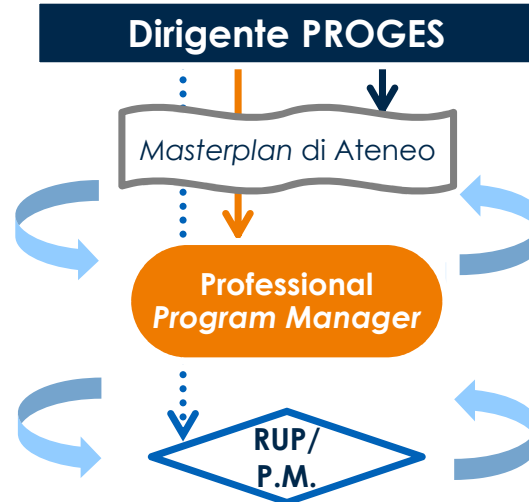 Dirigente PROGES
Masterplan di Ateneo
Professional
Program Manager
RUP/
P.M.